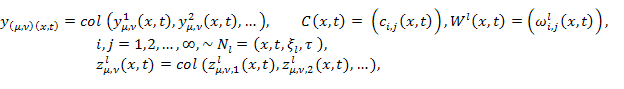 y_{(μ,ν)(x,t)} = col (y^1_{μ,ν}(x,t), y^2_{μ,ν}(x,t), … ), C(x,t) = (c_{i,j}(x,t)), W^l(x,t) = (ω^l_{i,j}(x,t)),
i,j = 1,2, … , ∞, ~ N_l = (x,t,ξ_l,τ ),
z^l_{μ,ν}(x,t) = col (z^l_{μ,ν,1}(x,t), z^l_{μ,ν,2}(x,t), … ),